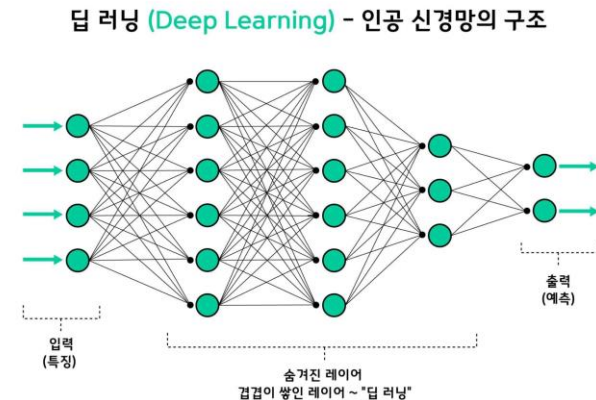 딥 러닝 (Deep Learning) - 인공 신경망의 구조
입력
(특징)
숨겨진 레이어
겹겹이 쌓인 레이어 ~ "딥 러닝"
출력
(예측)